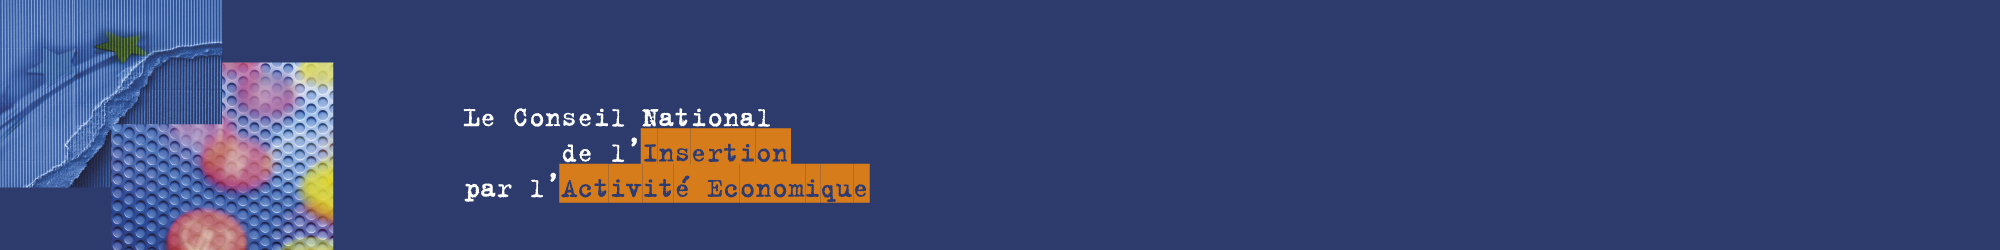 Le Conseil National
de l'Insertion
par l'Activité Economique